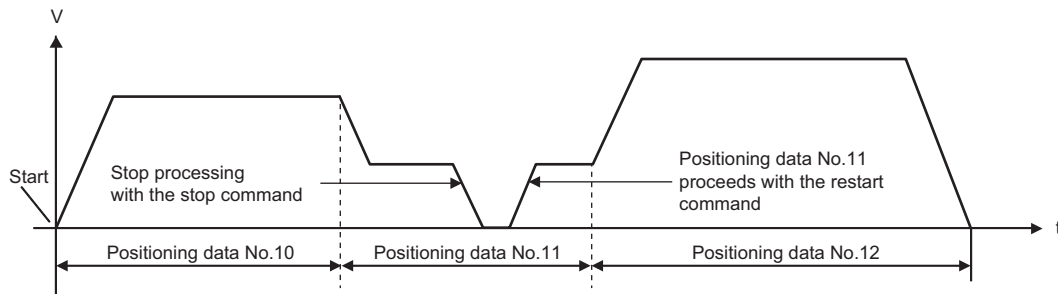 V
Start
Stop processing
with the stop command
Positioning data No.11
proceeds with the restart
command
t
Positioning data No.10
Positioning data No.11
Positioning data No.12